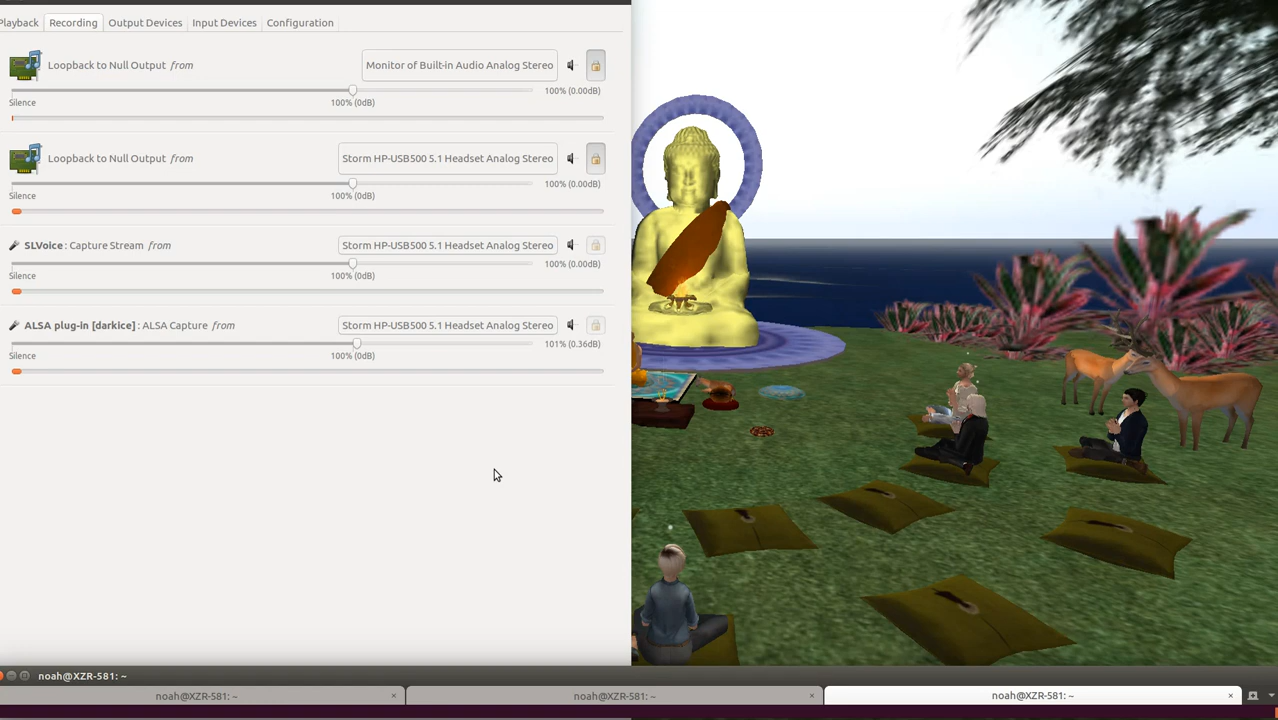 Playback Recording Output Devices Input Devices Configuration
Loopback to Null Output from Monitor of Built-in Audio Analog Stereo
100% (0.00dB)
Silence 100% (0dB)
Loopback to Null Output from Storm HP-USB500 5.1 Headset Analog Stereo
100% (0.00dB)
Silence 100% (0dB)
SLVoice : Capture Stream from Storm HP-USB500 5.1 Headset Analog Stereo
100% (0.00dB)
Silence 100% (0dB)
ALSA plug-in [darkice] : ALSA Capture from Storm HP-USB500 5.1 Headset Analog Stereo
101% (0.36dB)
Silence 100% (0dB)
noah@XZR-581: ~
noah@XZR-581: ~ × noah@XZR-581: ~ × noah@XZR-581: ~ ×